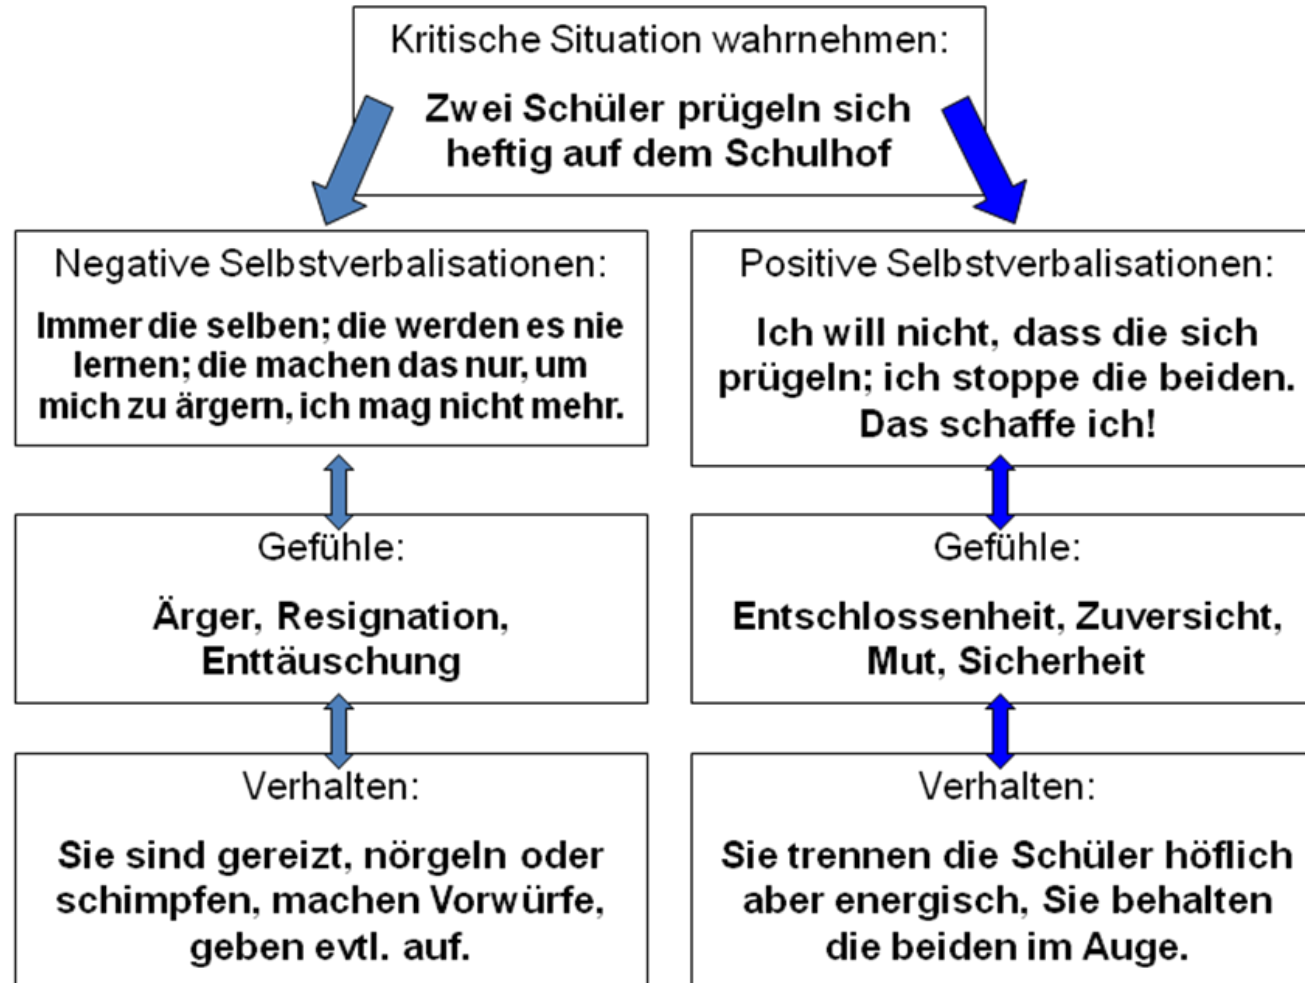 Kritische Situation wahrnehmen:
Zwei Schüler prügeln sich
heftig auf dem Schulhof
Negative Selbstverbalisationen:
Immer die selben; die werden es nie
lernen; die machen das nur, um
mich zu ärgern, ich mag nicht mehr.
Positive Selbstverbalisationen:
Ich will nicht, dass die sich
prügeln; ich stoppe die beiden.
Das schaffe ich!
Gefühle:
Ärger, Resignation,
Enttäuschung
Gefühle:
Entschlossenheit, Zuversicht,
Mut, Sicherheit
Verhalten:
Sie sind gereizt, nörgeln oder
schimpfen, machen Vorwürfe,
geben evtl. auf.
Verhalten:
Sie trennen die Schüler höflich
aber energisch, Sie behalten
die beiden im Auge.